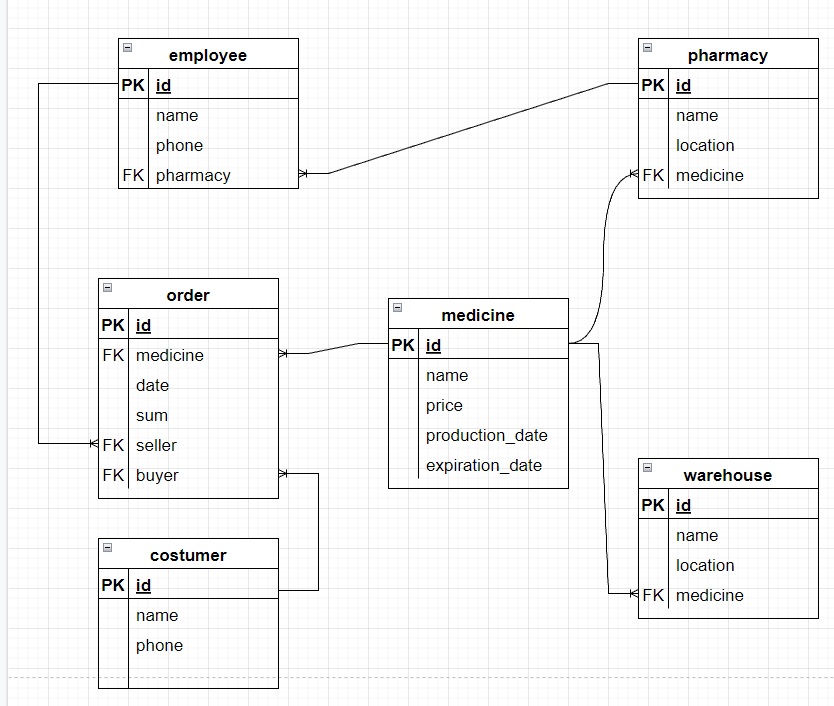 employee
PK id
name
phone
FK pharmacy
pharmacy
PK id
name
location
FK medicine
order
PK id
FK medicine
date
sum
FK seller
FK buyer
medicine
PK id
name
price
production_date
expiration_date
costumer
PK id
name
phone
warehouse
PK id
name
location
FK medicine